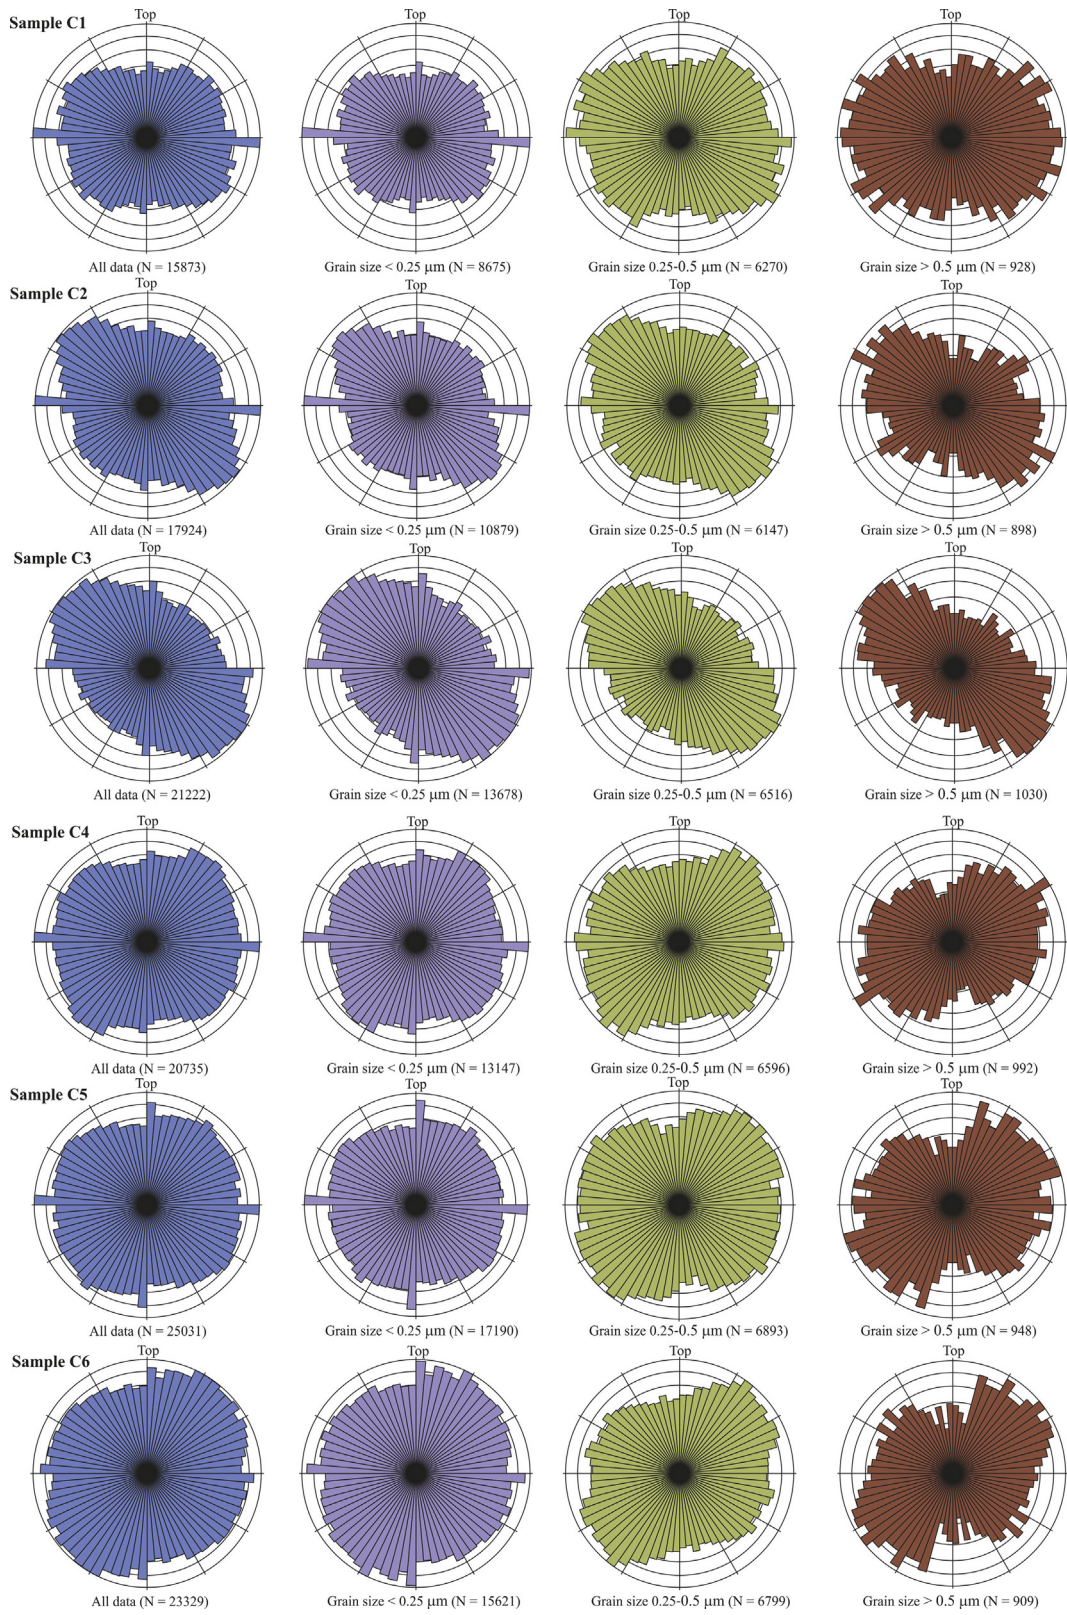 Sample C1
Top
Top
Top
Top
All data (N = 15873)
Grain size < 0.25 μm (N = 8675)
Grain size 0.25-0.5 μm (N = 6270)
Grain size > 0.5 μm (N = 928)
Sample C2
Top
Top
Top
Top
All data (N = 17924)
Grain size < 0.25 μm (N = 10879)
Grain size 0.25-0.5 μm (N = 6147)
Grain size > 0.5 μm (N = 898)
Sample C3
Top
Top
Top
Top
All data (N = 21222)
Grain size < 0.25 μm (N = 13678)
Grain size 0.25-0.5 μm (N = 6516)
Grain size > 0.5 μm (N = 1030)
Sample C4
Top
Top
Top
Top
All data (N = 20735)
Grain size < 0.25 μm (N = 13147)
Grain size 0.25-0.5 μm (N = 6596)
Grain size > 0.5 μm (N = 992)
Sample C5
Top
Top
Top
Top
All data (N = 25031)
Grain size < 0.25 μm (N = 17190)
Grain size 0.25-0.5 μm (N = 6893)
Grain size > 0.5 μm (N = 948)
Sample C6
Top
Top
Top
Top
All data (N = 23329)
Grain size < 0.25 μm (N = 15621)
Grain size 0.25-0.5 μm (N = 6799)
Grain size > 0.5 μm (N = 909)